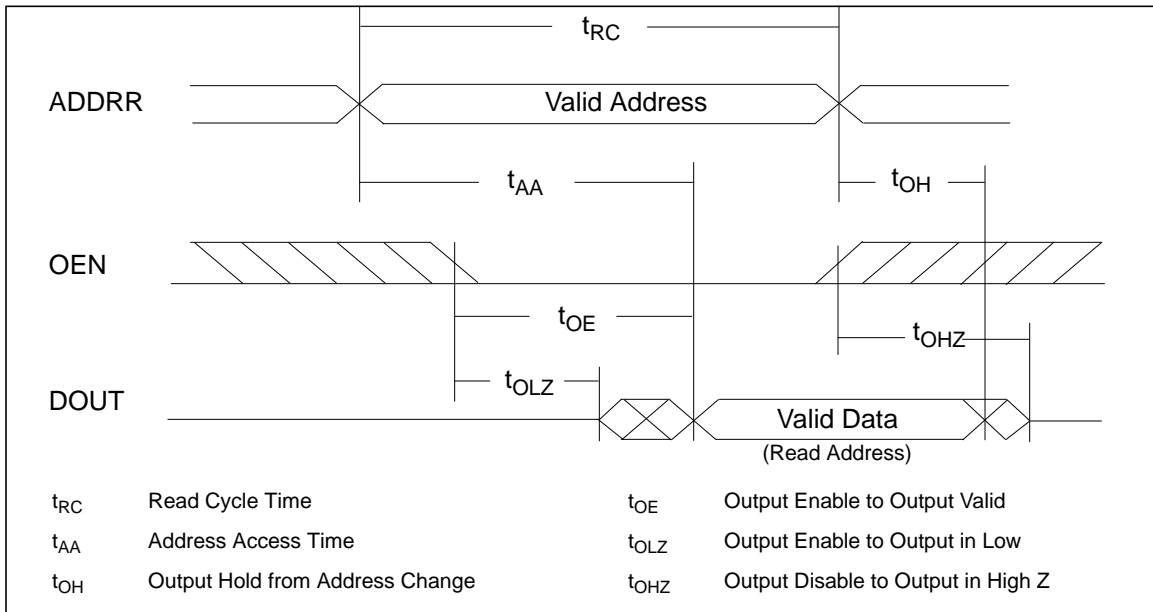 tRC
ADDRR
Valid Address
tAA
tOH
OEN
tOE
tOHZ
tOLZ
DOUT
Valid Data
(Read Address)
tRC Read Cycle Time
tOE Output Enable to Output Valid
tAA Address Access Time
tOLZ Output Enable to Output in Low
tOH Output Hold from Address Change
tOHZ Output Disable to Output in High Z